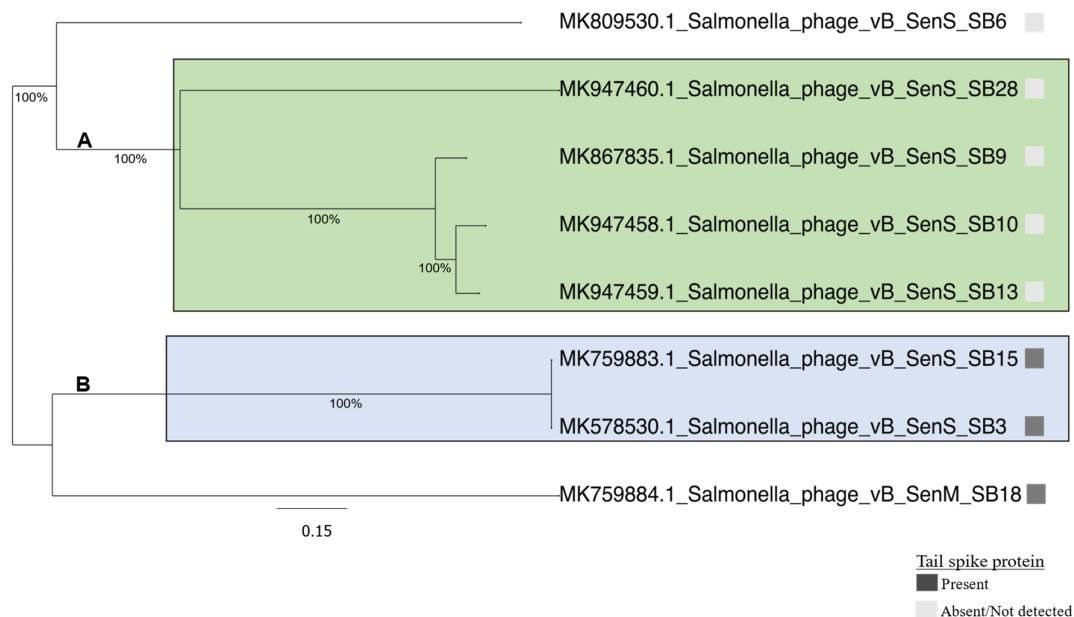 MK809530.1_Salmonella_phage_vB_SenS_SB6
MK947460.1_Salmonella_phage_vB_SenS_SB28
100%
A
100%
MK867835.1_Salmonella_phage_vB_SenS_SB9
100%
MK947458.1_Salmonella_phage_vB_SenS_SB10
100%
MK947459.1_Salmonella_phage_vB_SenS_SB13
MK759883.1_Salmonella_phage_vB_SenS_SB15
B
100%
MK578530.1_Salmonella_phage_vB_SenS_SB3
MK759884.1_Salmonella_phage_vB_SenM_SB18
0.15
Tail spike protein
Present
Absent/Not detected